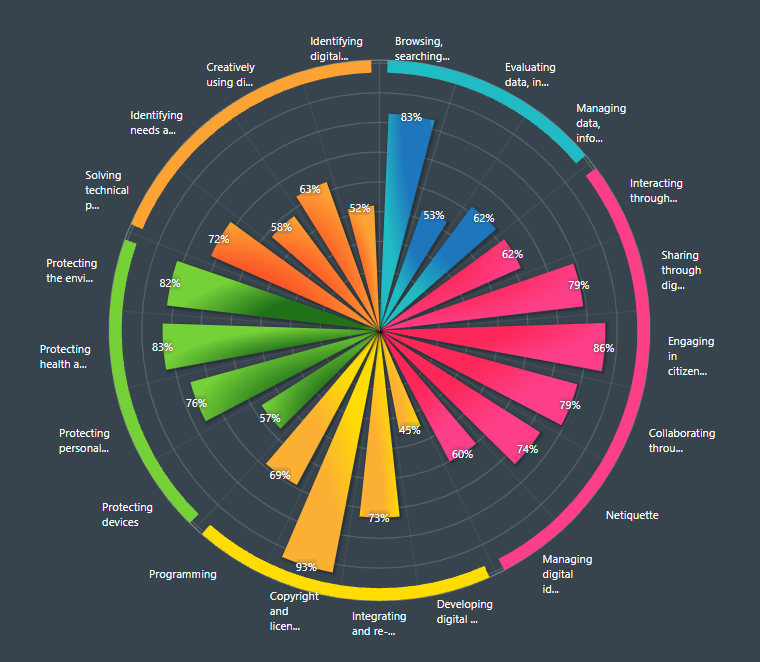 Identifying
digital...
Browsing,
searching...
Creatively
using di...
Evaluating
data, in...
Identifying
needs a...
Managing
data,
info...
Solving
technical
p...
Interacting
through...
Protecting
the envi...
Sharing
through
dig...
Protecting
health a...
Engaging
in
citizen...
Protecting
personal...
Collaborating
throu...
Protecting
devices
Netiquette
Programming
Managing
digital
id...
Copyright
and
licen...
Integrating
and re-...
Developing
digital ...
83%
53%
62%
62%
79%
86%
79%
74%
60%
45%
73%
93%
69%
57%
76%
83%
82%
72%
58%
63%
52%